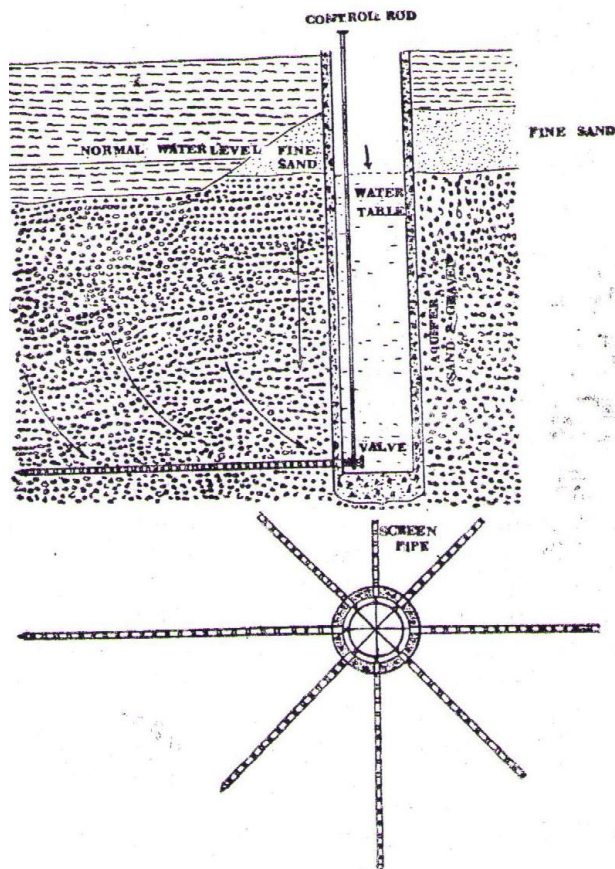 CONTROL ROD
FINE SAND
NORMAL WATER LEVEL
FINE
SAND
WATER
TABLE
AQUIFER
SAND & GRAVEL
VALVE
SCREEN
PIPE